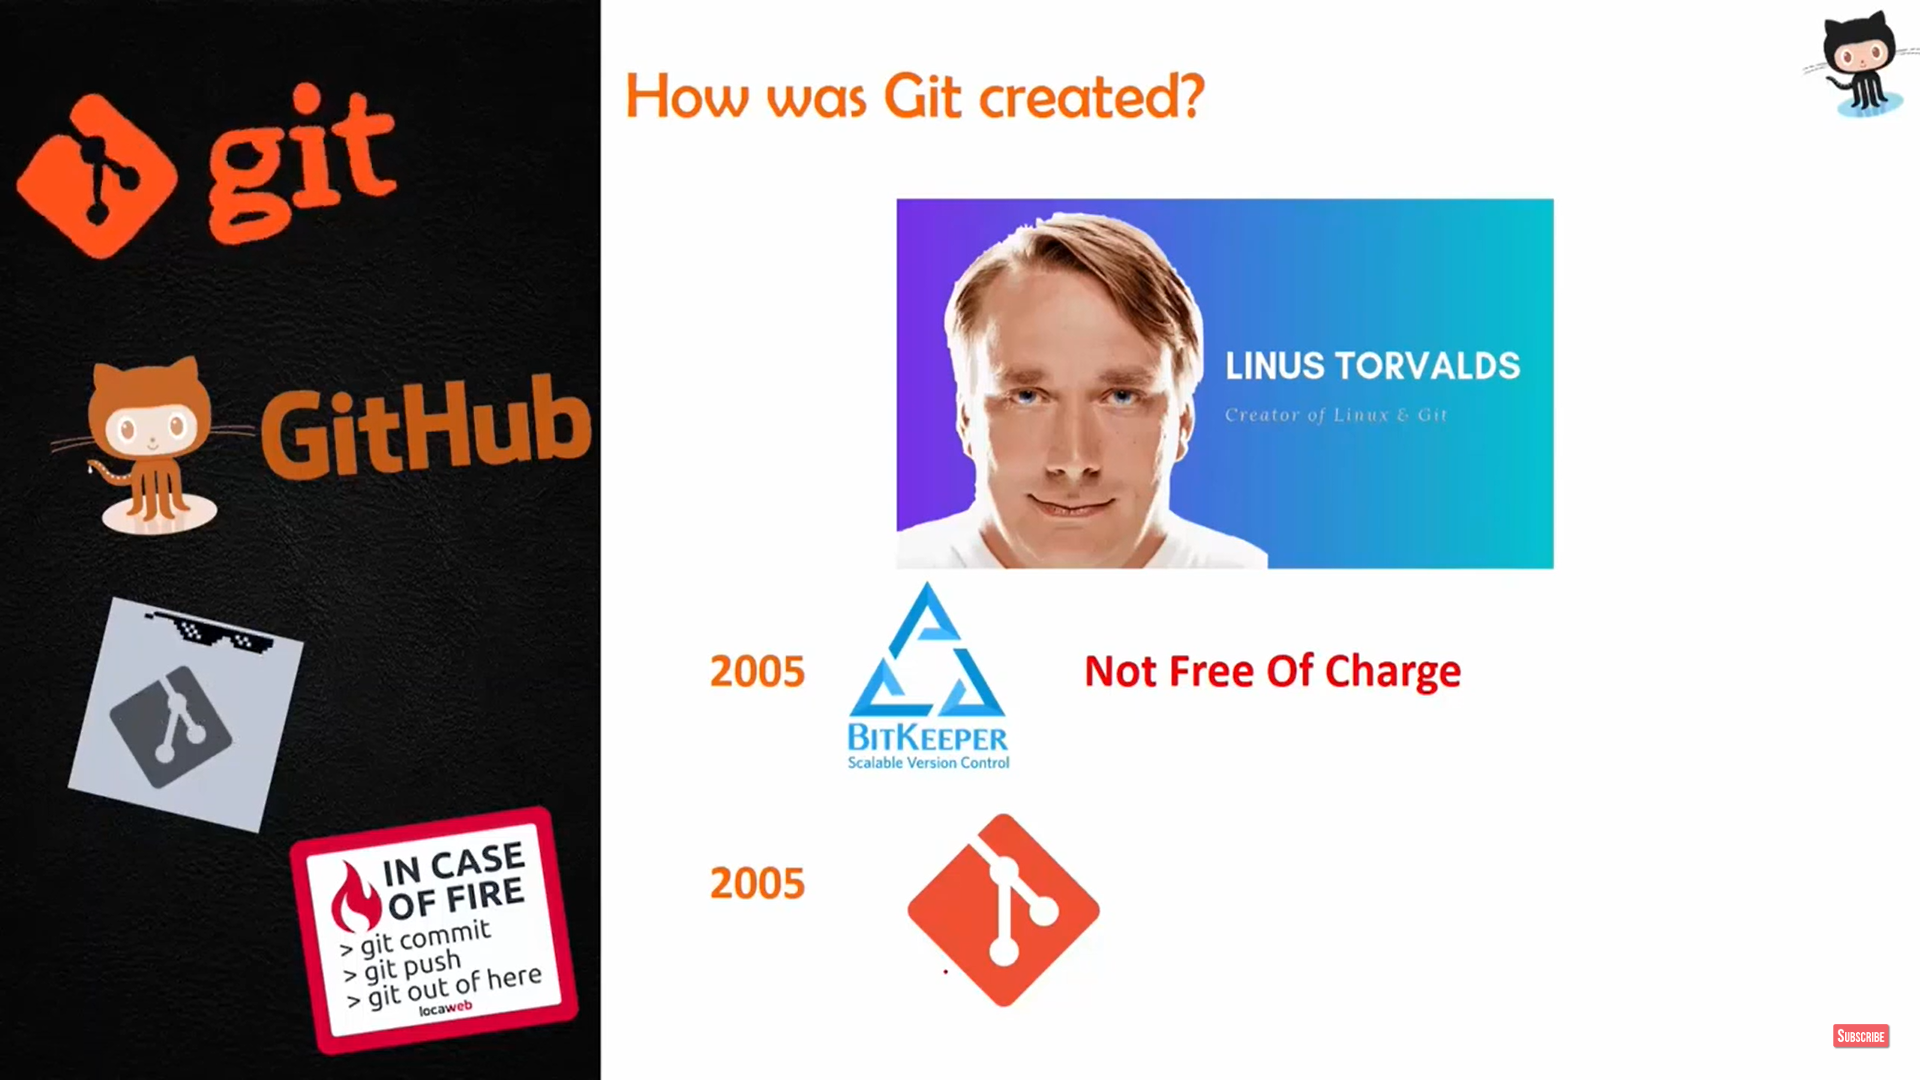 git
GitHub
IN CASE
OF FIRE
> git commit
> git push
> git out of here
locaweb
How was Git created?
LINUS TORVALDS
Creator of Linux & Git
2005
BITKEEPER
Scalable Version Control
Not Free Of Charge
2005
SUBSCRIBE